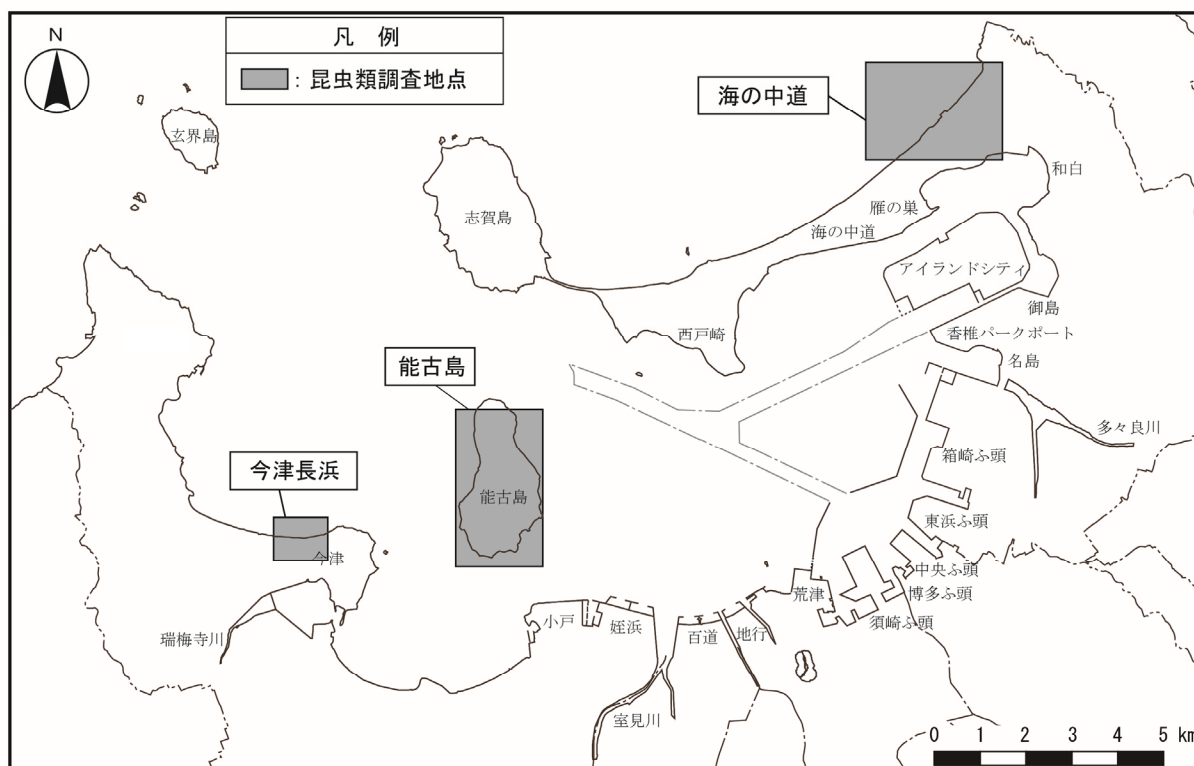 N
凡 例
：昆虫類調査地点
海の中道
玄界島
志賀島
和白
雁の巣
海の中道
アイランドシティ
御島
香椎パークポート
西戸崎
名島
能古島
多々良川
箱崎ふ頭
今津長浜
能古島
東浜ふ頭
今津
中央ふ頭
荒津
博多ふ頭
小戸
姪浜
百道
地行
須崎ふ頭
瑞梅寺川
室見川
0 1 2 3 4 5 km